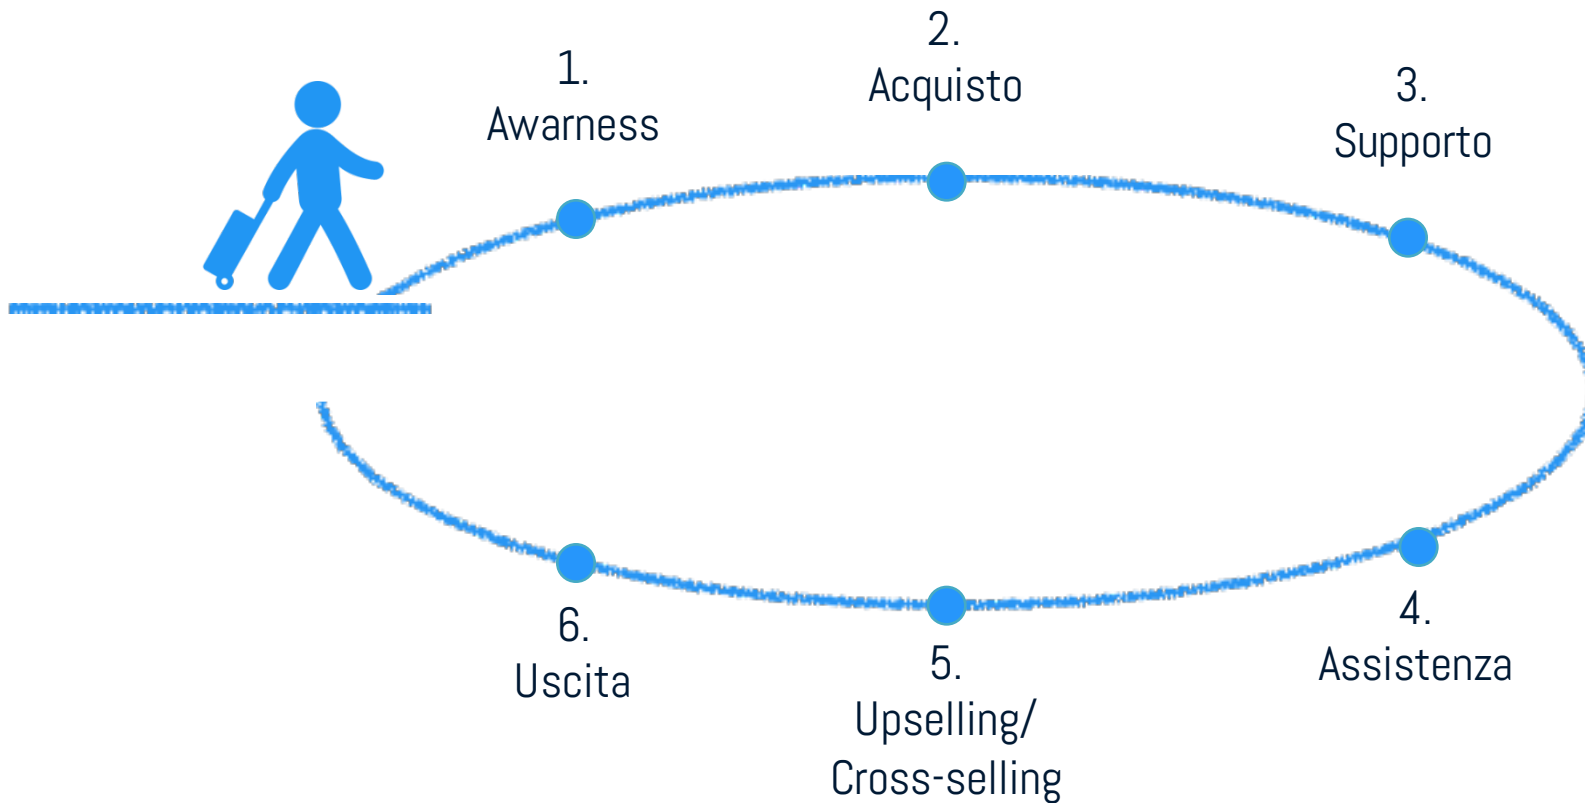 1.
Awarness
2.
Acquisto
3.
Supporto
4.
Assistenza
5.
Upselling/
Cross-selling
6.
Uscita